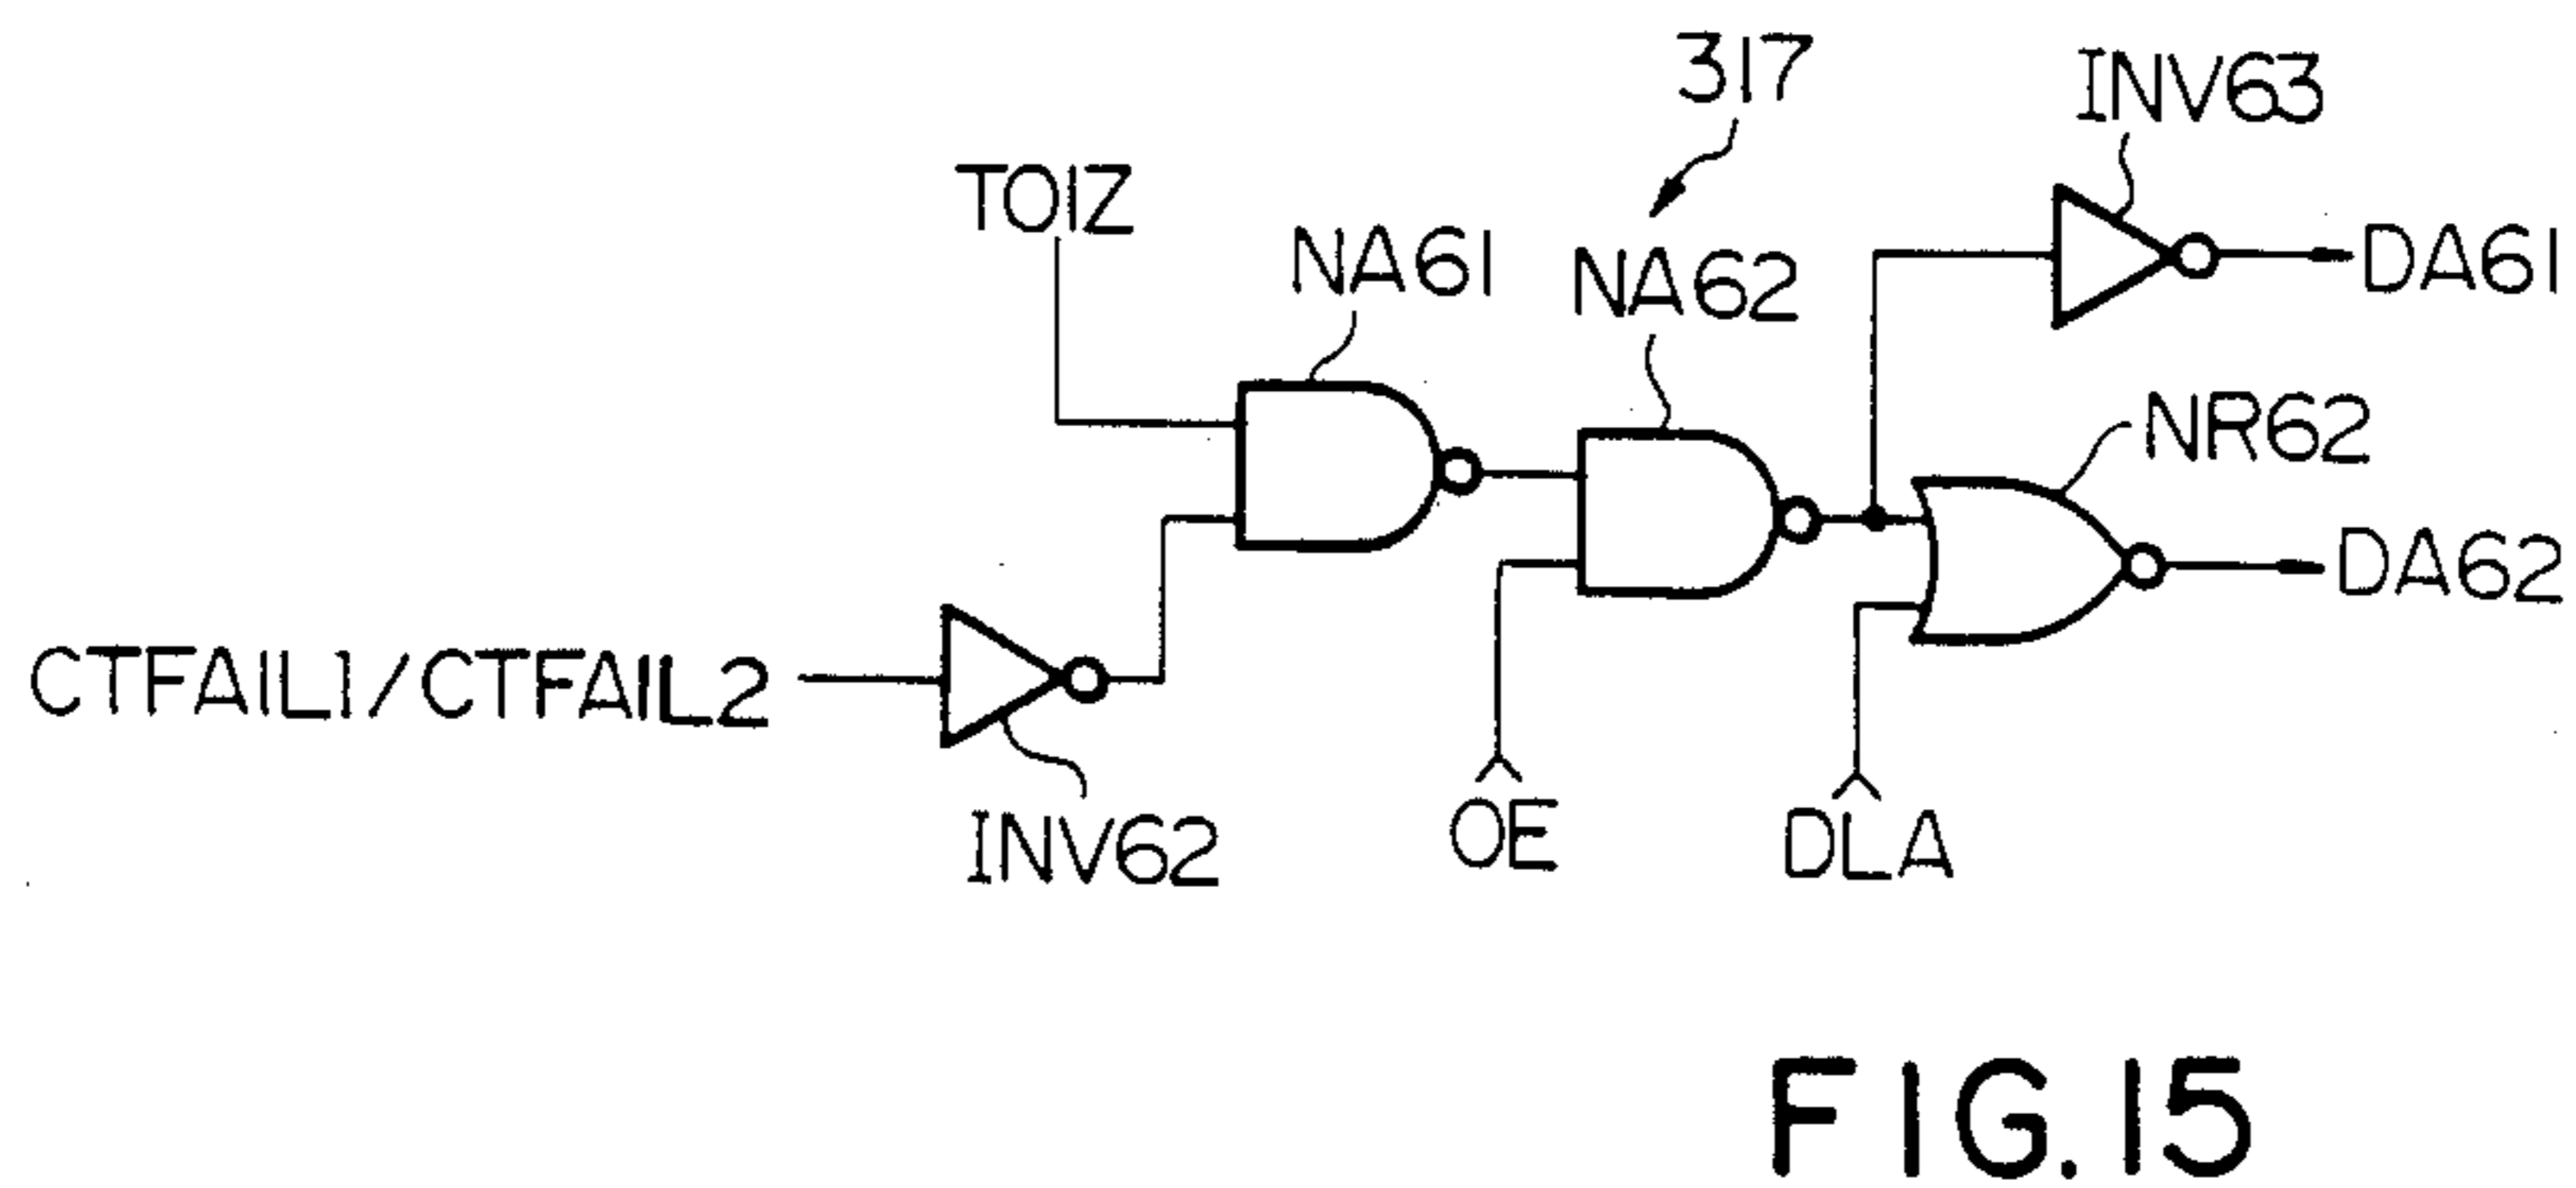 317
INV63
TOIZ
NA61
NA62
DA61
NR62
DA62
CTFAIL1/CTFAIL2
INV62
OE
DLA
FIG.15